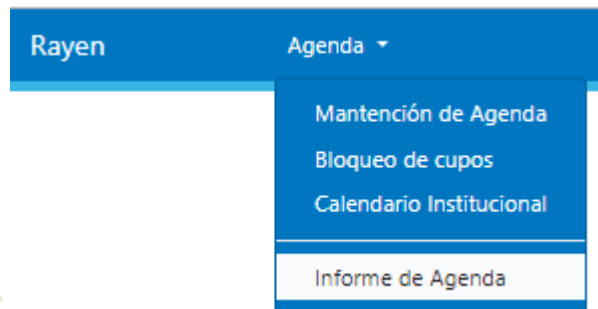 Rayen
Agenda
Mantención de Agenda
Bloqueo de cupos
Calendario Institucional
Informe de Agenda